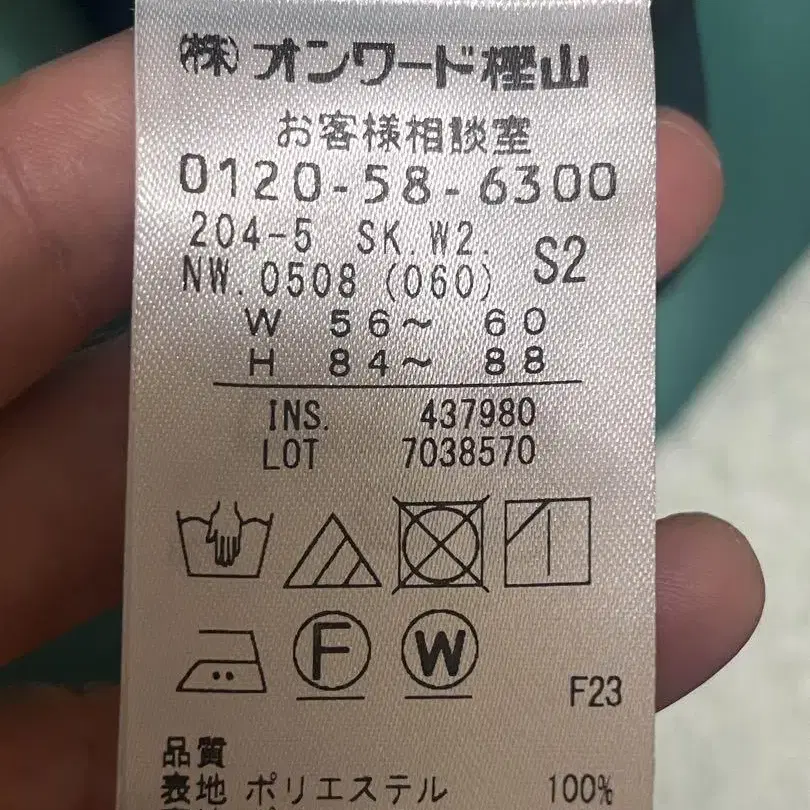 ㈱オンワード樫山
お客様相談室
0120-58-6300
204-5 SK.W2.
NW.0508 (060) S2
W 56～ 60
H 84～ 88
INS. 437980
LOT 7038570
F W
F23
品質
表地 ポリエステル 100%